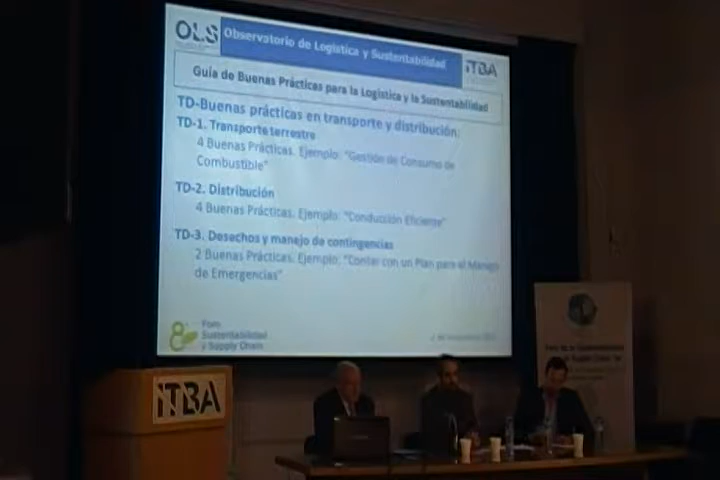 OLS
Observatorio de Logística y Sustentabilidad
ITBA
Guía de Buenas Prácticas para la Logística y la Sustentabilidad
TD-Buenas prácticas en transporte y distribución:
TD-1. Transporte terrestre
4 Buenas Prácticas. Ejemplo: "Gestión de Consumo de
Combustible"
TD-2. Distribución
4 Buenas Prácticas. Ejemplo: "Conducción Eficiente"
TD-3. Desechos y manejo de contingencias
2 Buenas Prácticas. Ejemplo: "Contar con un Plan para el Manejo
de Emergencias"
Foro
Sustentabilidad
y Supply Chain
ITBA